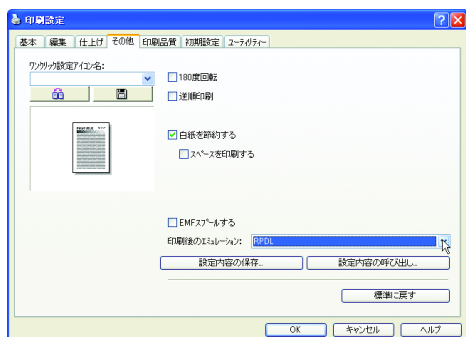 印刷設定
基本 編集 仕上げ その他 印刷品質 初期設定 ユーティリティー
ワンクリック設定アイコン名:
180度回転
逆順印刷
白紙を節約する
スペースを印刷する
EMFスプールする
印刷後のエミュレーション: RPDL
設定内容の保存... 設定内容の呼び出し...
標準に戻す
OK キャンセル ヘルプ